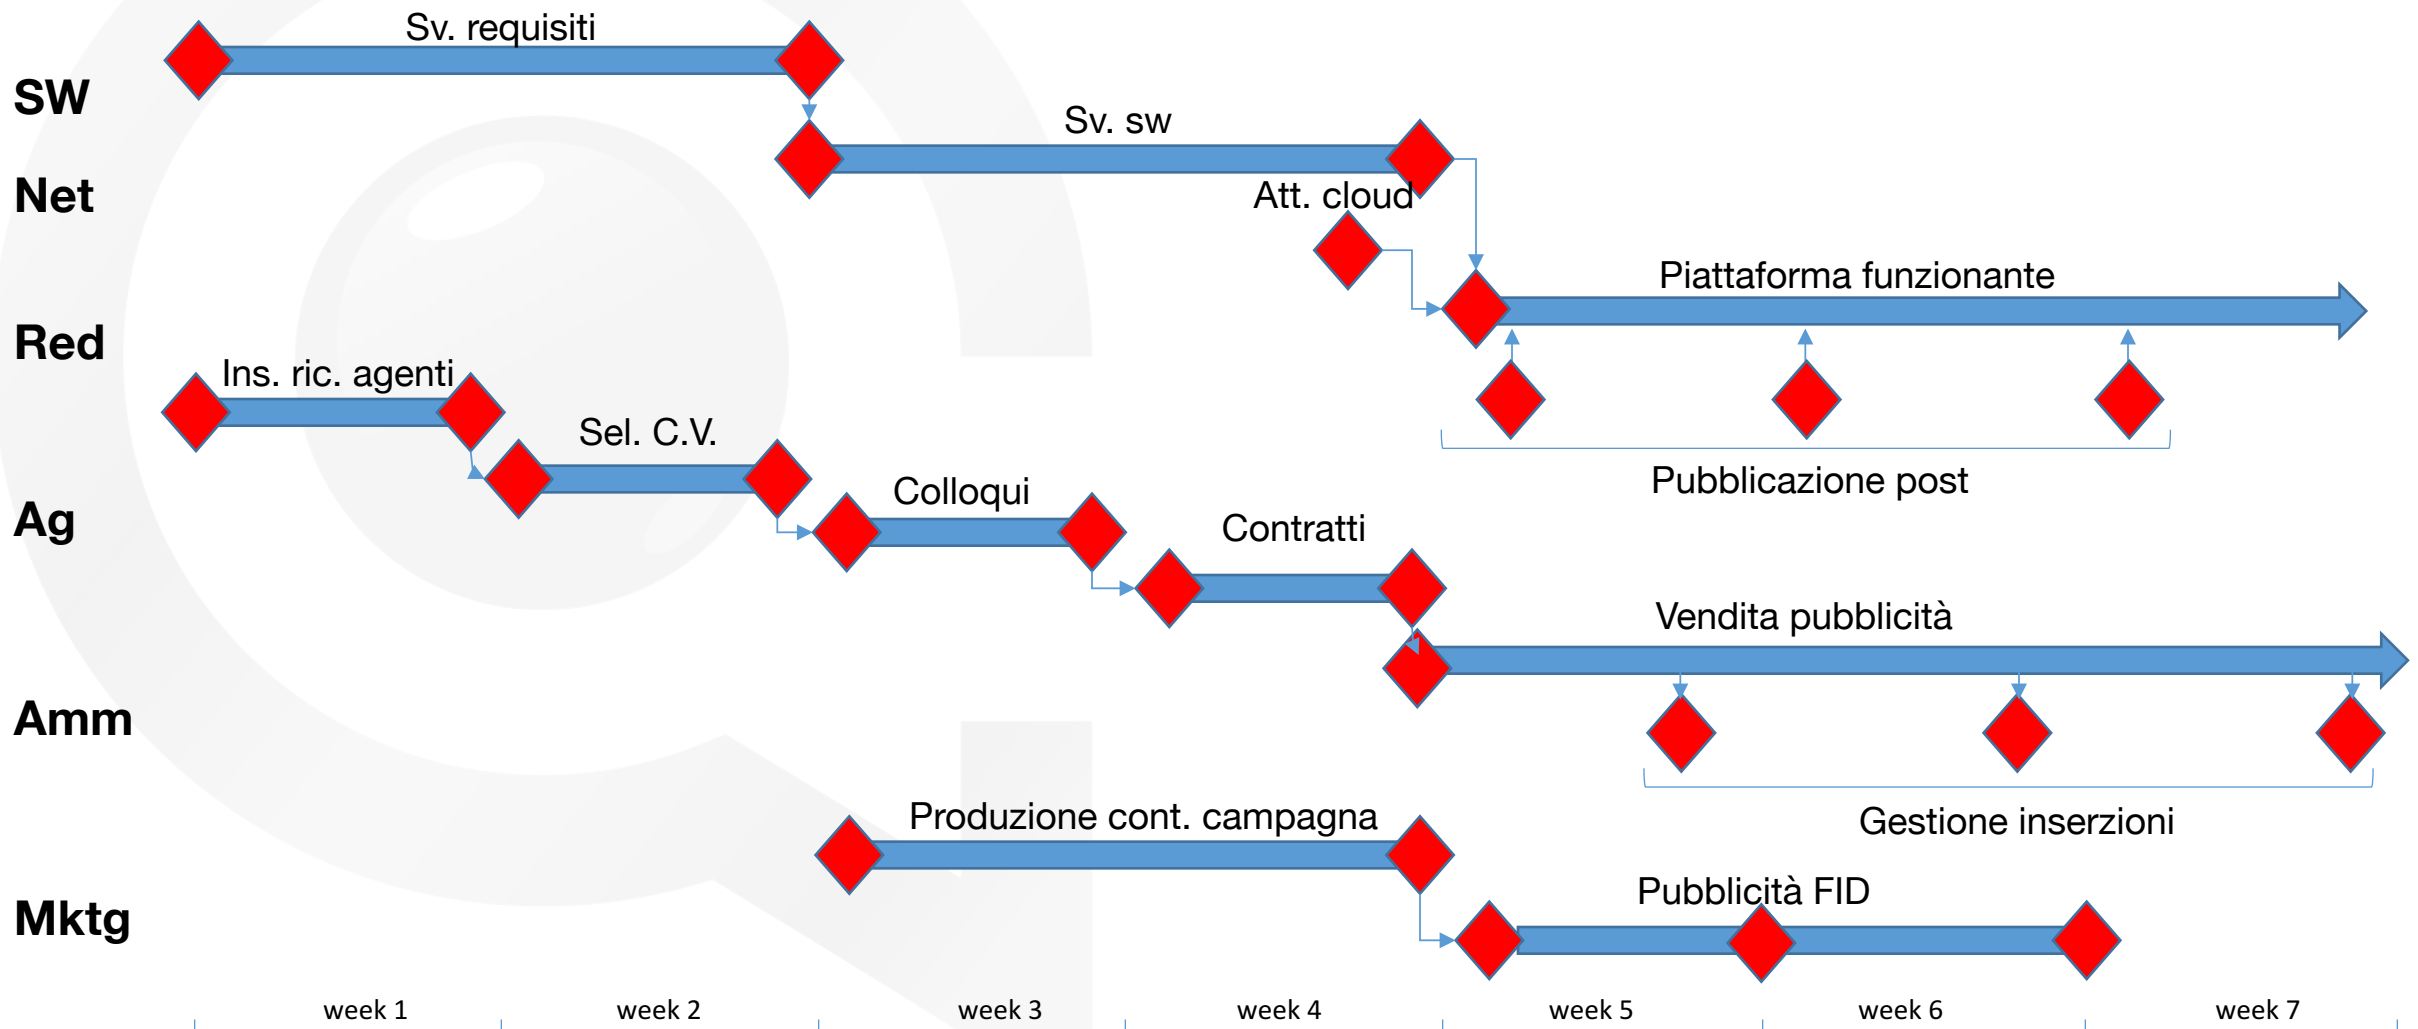 Sv. requisiti
SW
Sv. sw
Net
Att. cloud
Piattaforma funzionante
Red
Ins. ric. agenti
Sel. C.V.
Pubblicazione post
Colloqui
Ag
Contratti
Vendita pubblicità
Amm
Produzione cont. campagna
Gestione inserzioni
Pubblicità FID
Mktg
week 1
week 2
week 3
week 4
week 5
week 6
week 7